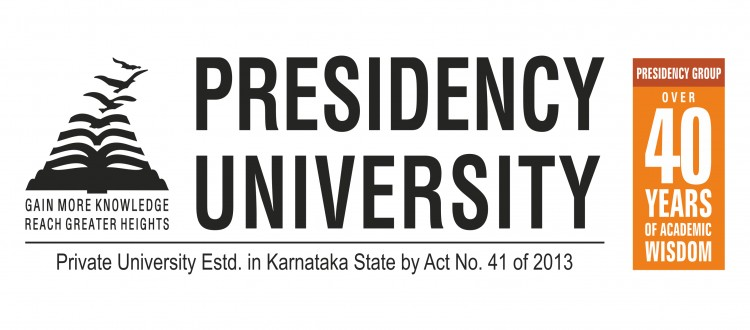 PRESIDENCY
UNIVERSITY
GAIN MORE KNOWLEDGE
REACH GREATER HEIGHTS
Private University Estd. in Karnataka State by Act No. 41 of 2013
PRESIDENCY GROUP
OVER
40
YEARS
OF ACADEMIC
WISDOM